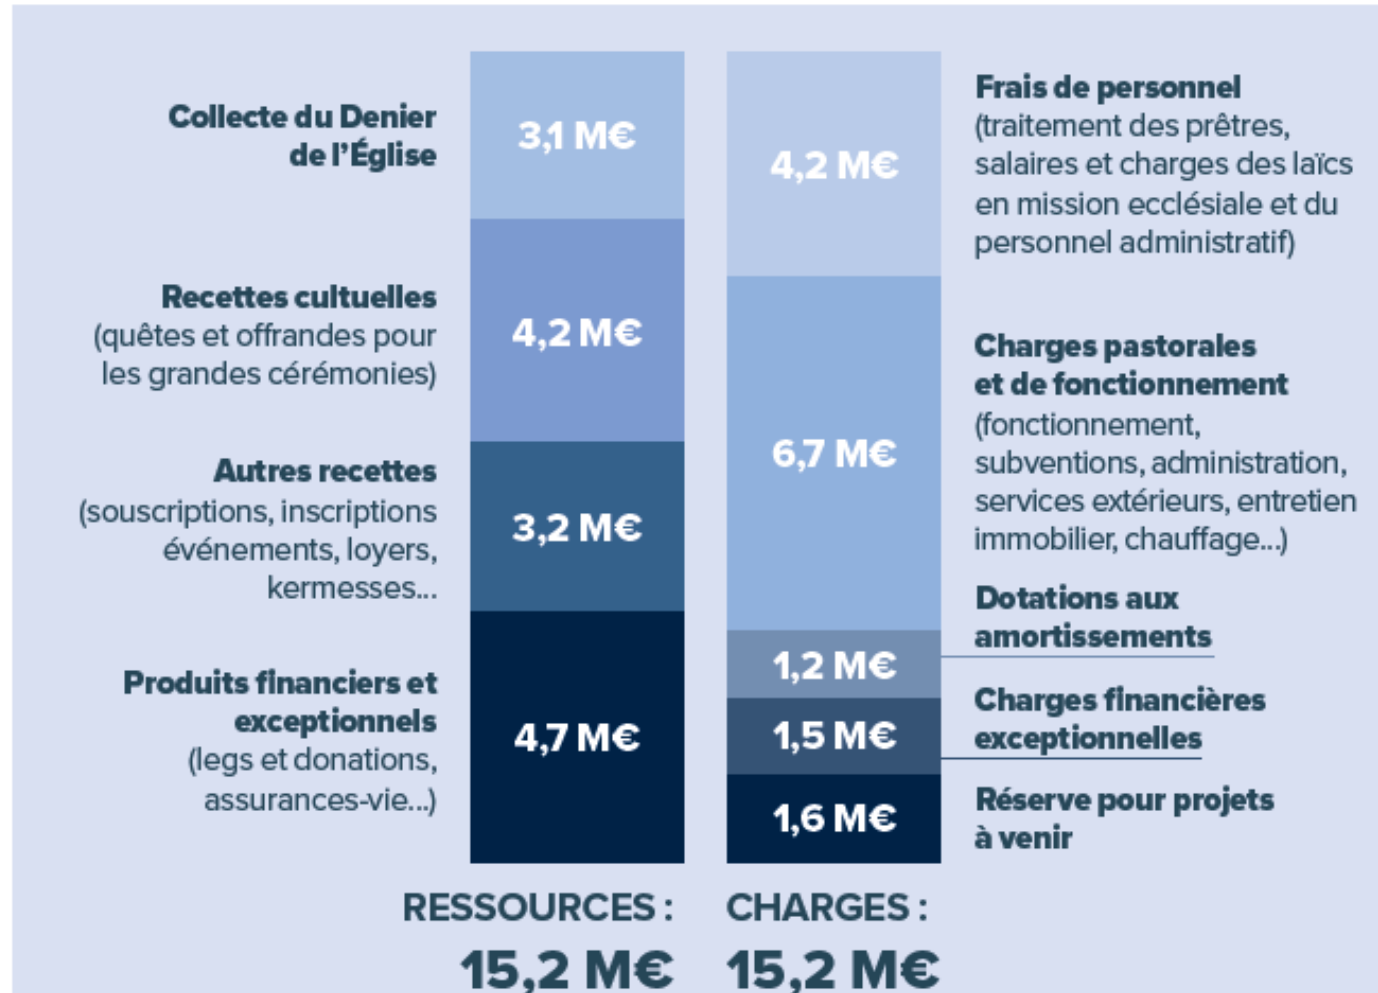 Collecte du Denier
de l’Église
3,1 M€
Recettes cultuelles
(quêtes et offrandes pour
les grandes cérémonies)
4,2 M€
Autres recettes
(souscriptions, inscriptions
événements, loyers,
kermesses...
3,2 M€
Produits financiers et
exceptionnels
(legs et donations,
assurances-vie...)
4,7 M€
RESSOURCES :
15,2 M€
4,2 M€
Frais de personnel
(traitement des prêtres,
salaires et charges des laïcs
en mission ecclésiale et du
personnel administratif)
6,7 M€
Charges pastorales
et de fonctionnement
(fonctionnement,
subventions, administration,
services extérieurs, entretien
immobilier, chauffage...)
1,2 M€
Dotations aux
amortissements
1,5 M€
Charges financières
exceptionnelles
1,6 M€
Réserve pour projets
à venir
CHARGES :
15,2 M€